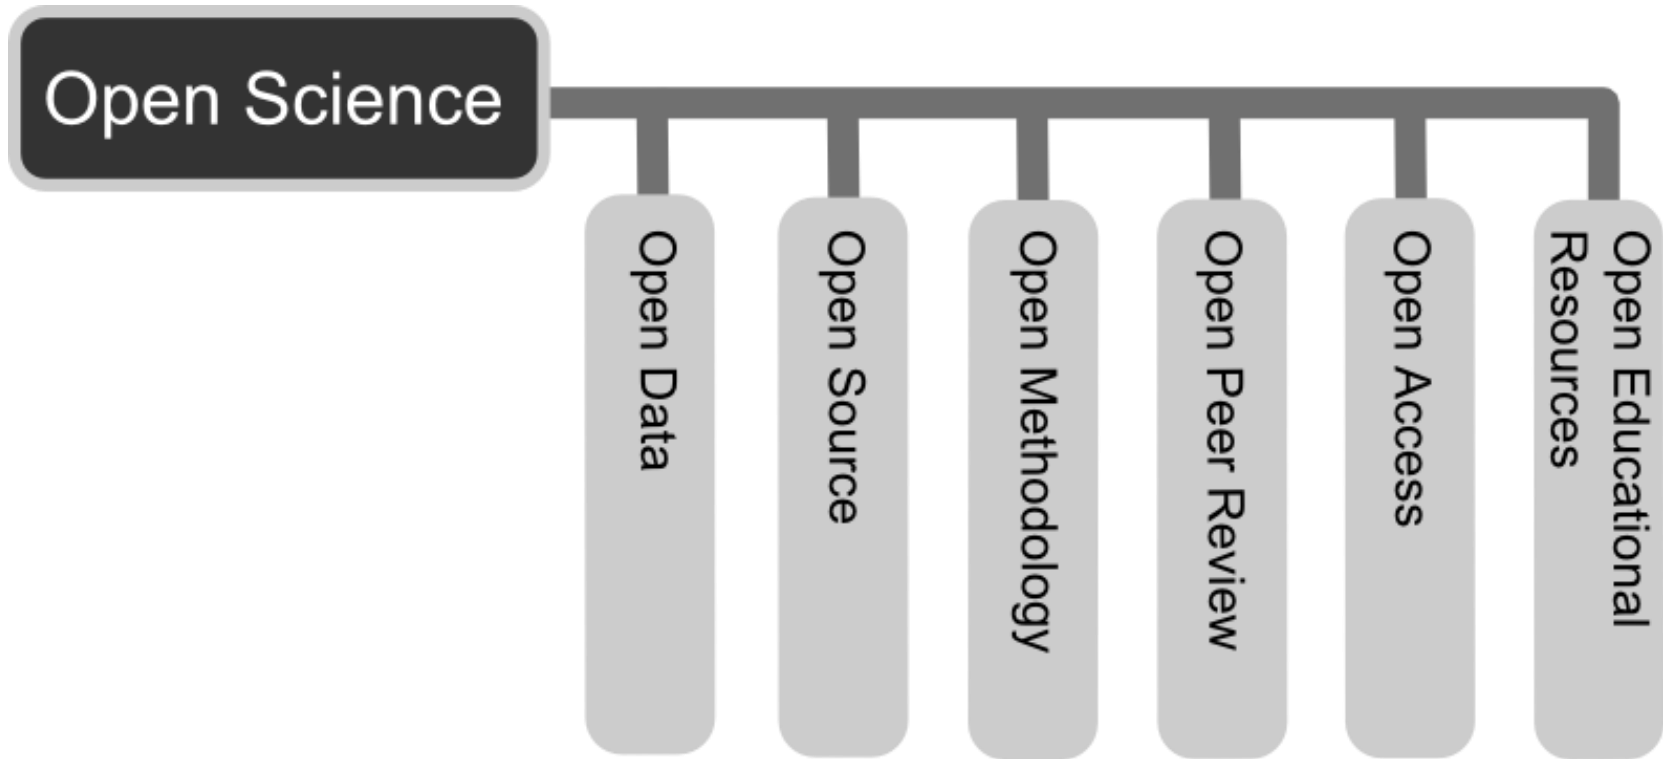 Open Science
Open Data
Open Source
Open Methodology
Open Peer Review
Open Access
Open Educational
Resources